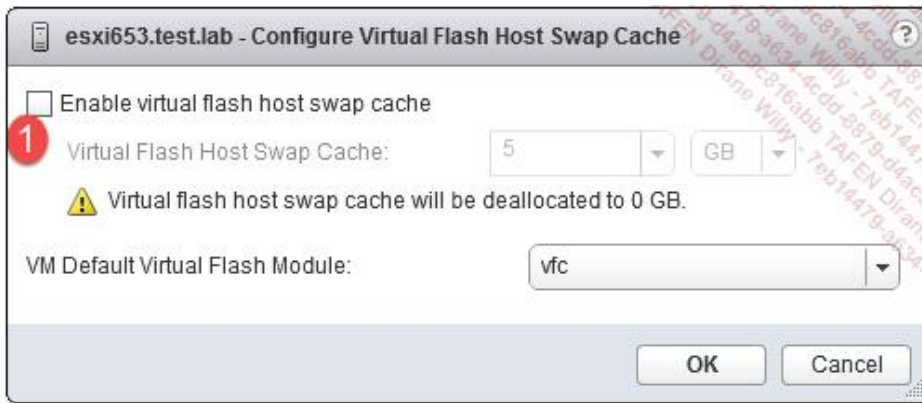 esxi653.test.lab - Configure Virtual Flash Host Swap Cache
?
Enable virtual flash host swap cache
1
Virtual Flash Host Swap Cache: 5 GB
Virtual flash host swap cache will be deallocated to 0 GB.
VM Default Virtual Flash Module: vfc
OK Cancel